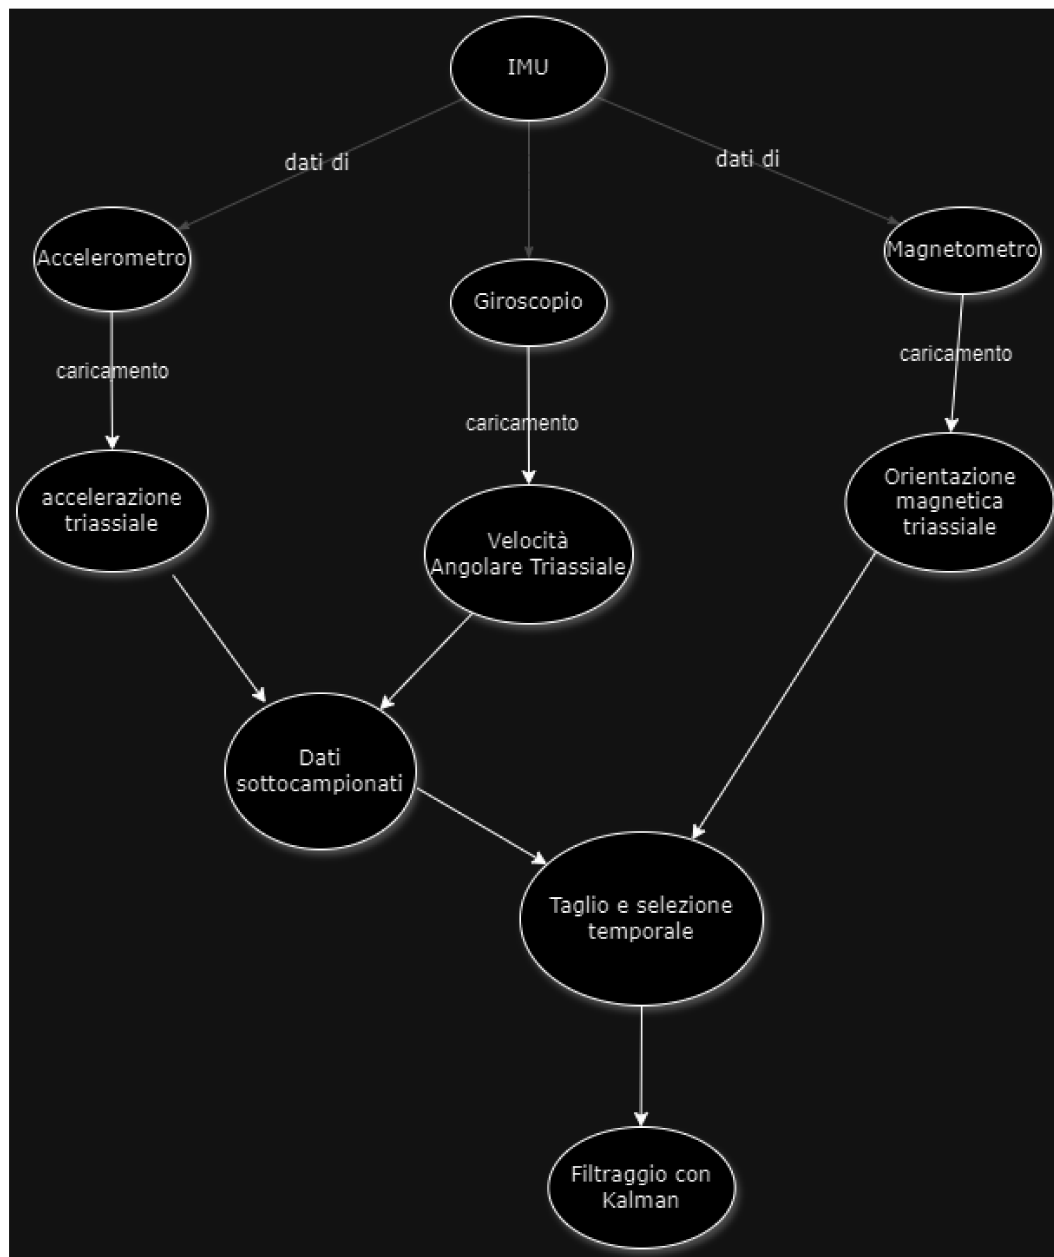 IMU
dati di
dati di
Accelerometro
Giroscopio
Magnetometro
caricamento
caricamento
caricamento
accelerazione
triassiale
Velocità
Angolare Triassiale
Orientazione
magnetica
triassiale
Dati
sottocampionati
Taglio e selezione
temporale
Filtraggio con
Kalman